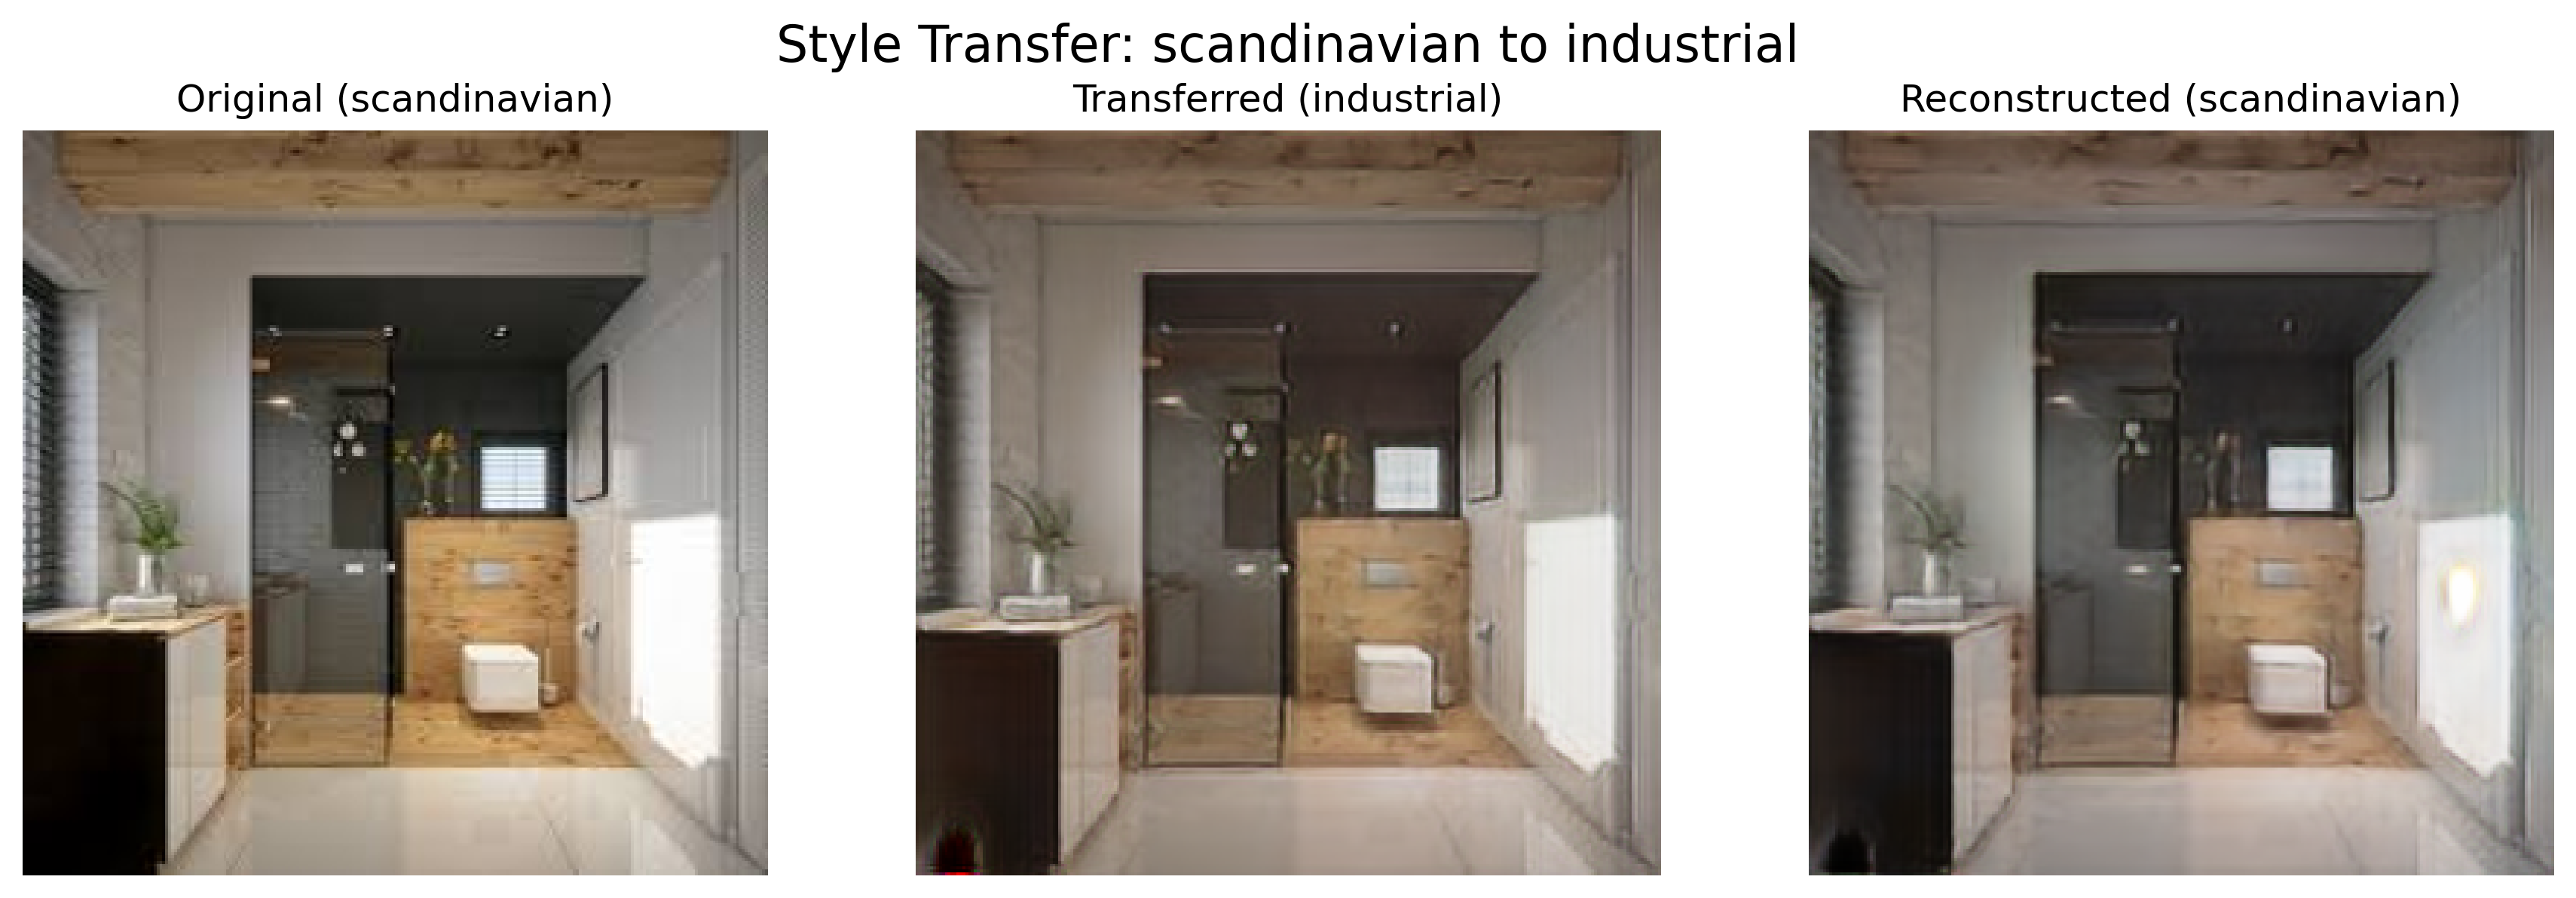 Style Transfer: scandinavian to industrial
Original (scandinavian)
Transferred (industrial)
Reconstructed (scandinavian)